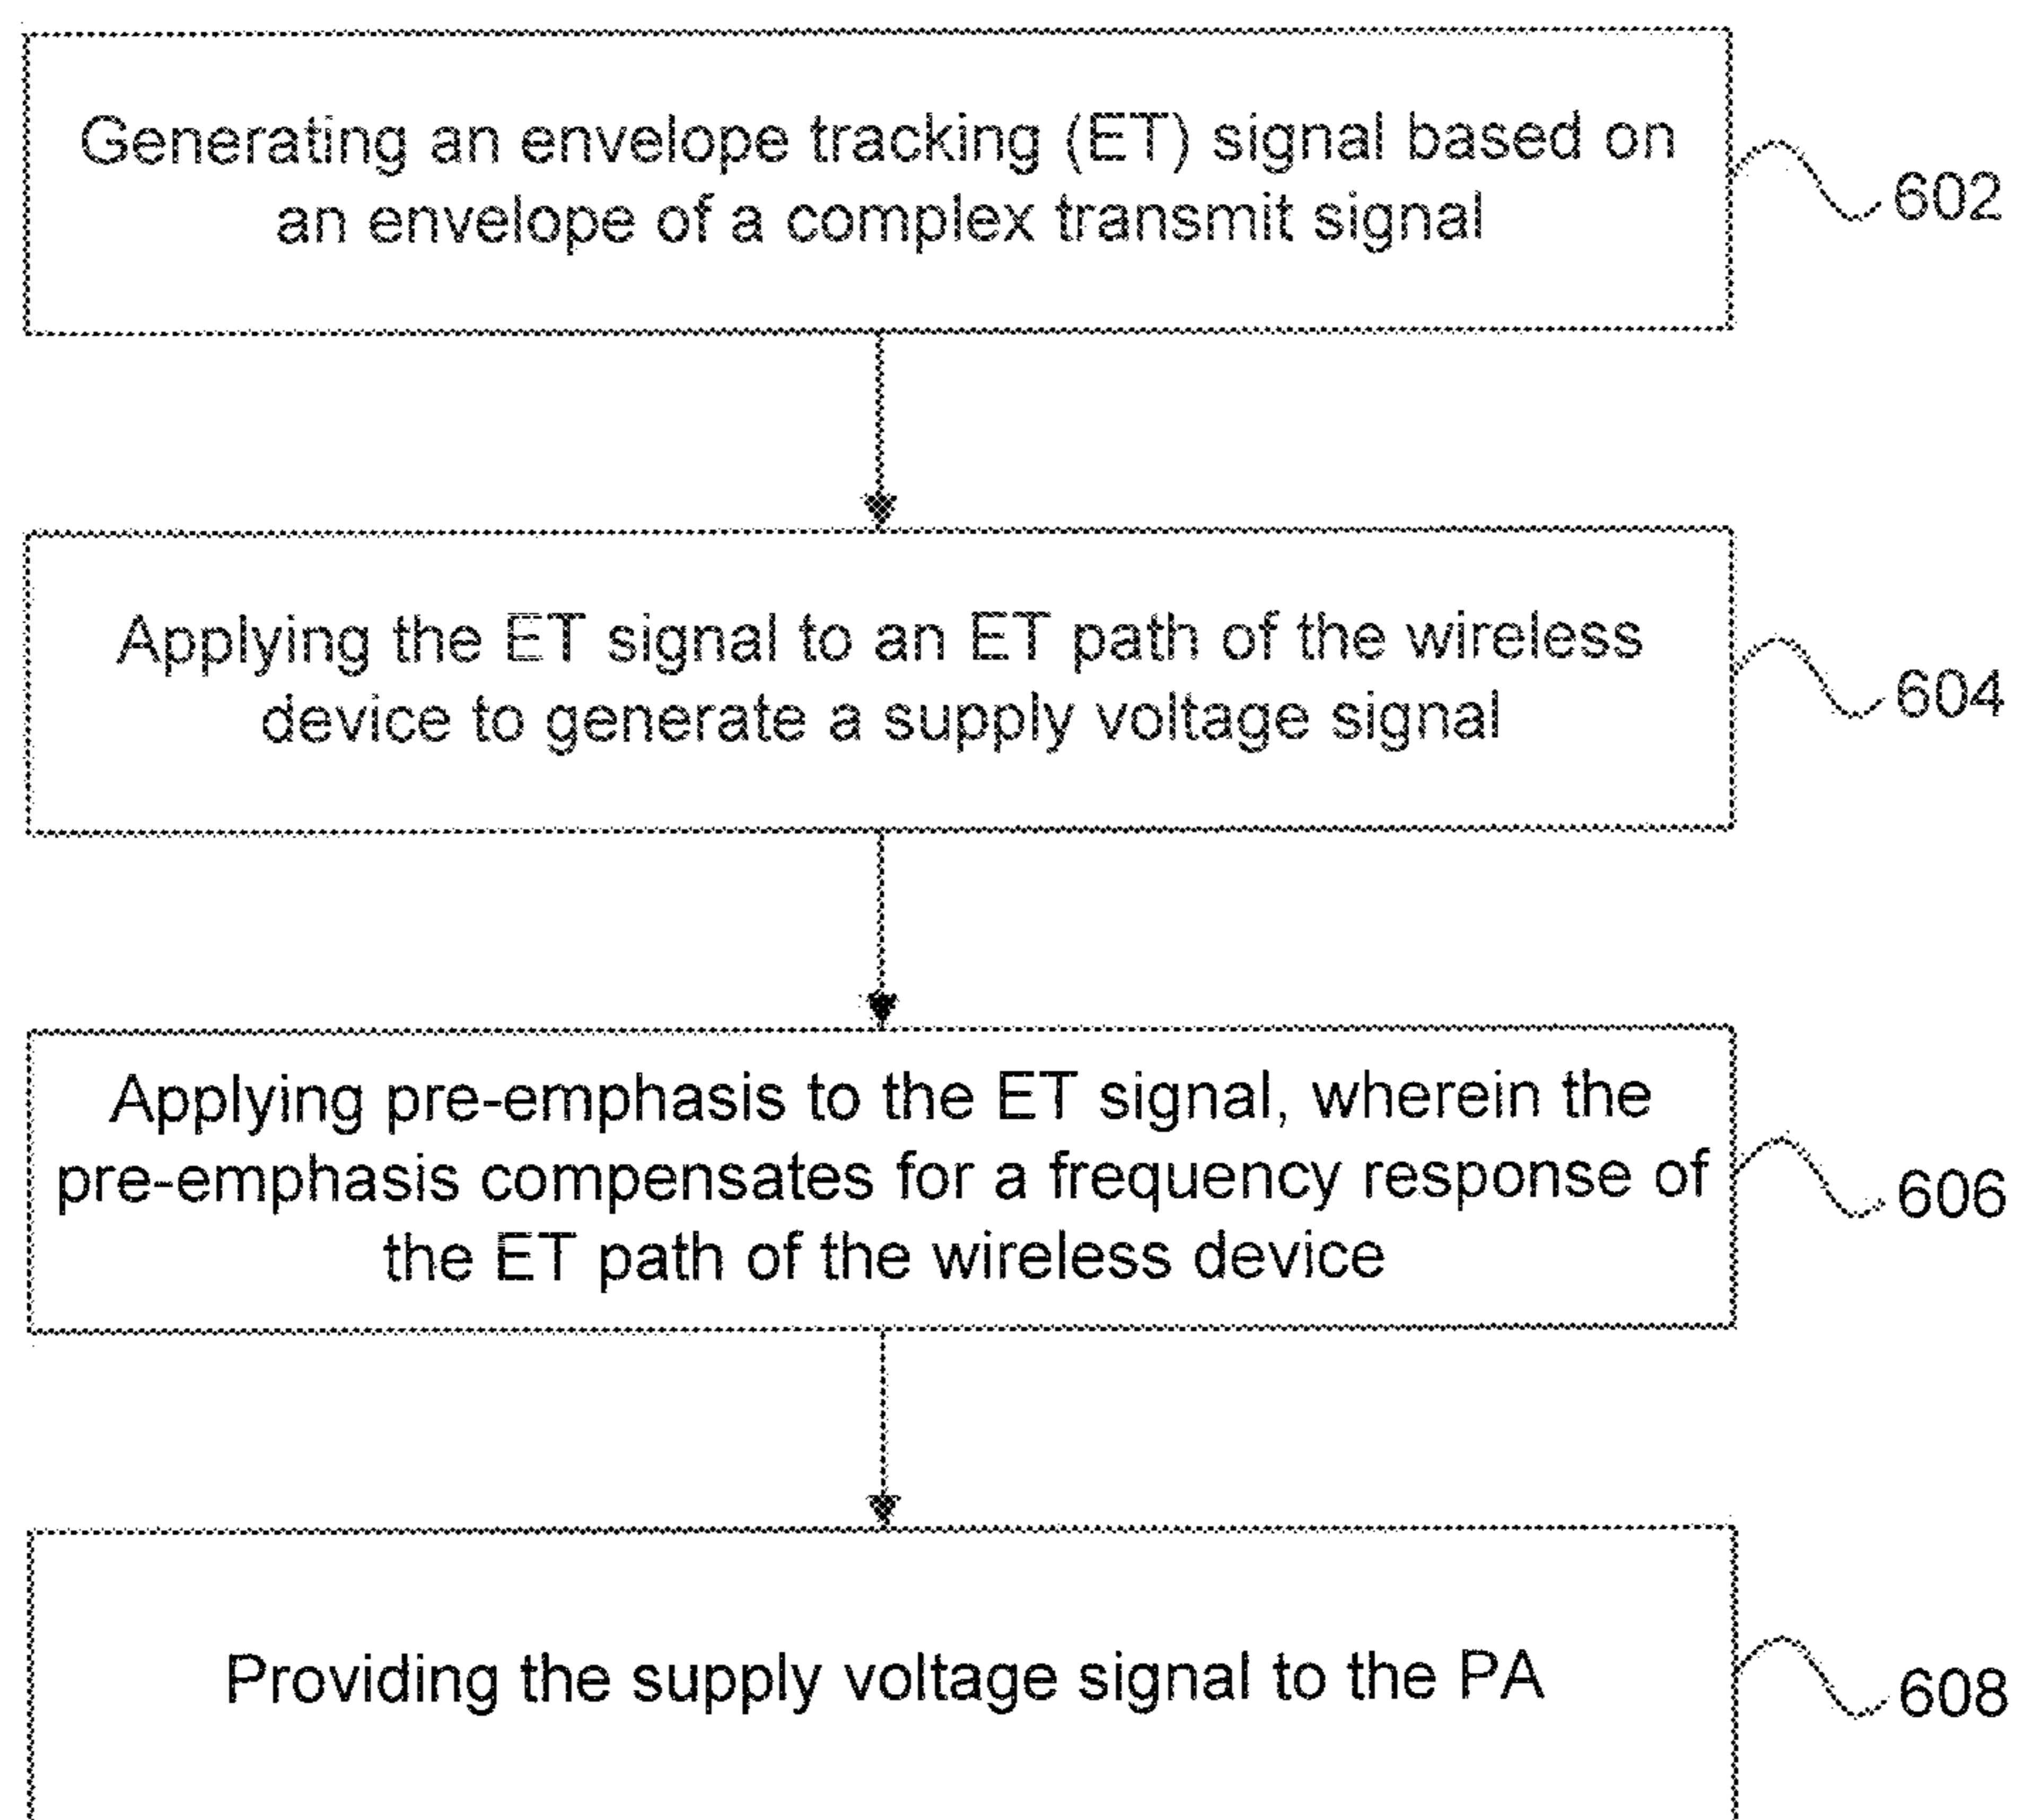 Generating an envelope tracking (ET) signal based on
an envelope of a complex transmit signal
602
Applying the ET signal to an ET path of the wireless
device to generate a supply voltage signal
604
Applying pre-emphasis to the ET signal, wherein the
pre-emphasis compensates for a frequency response of
the ET path of the wireless device
606
Providing the supply voltage signal to the PA
608